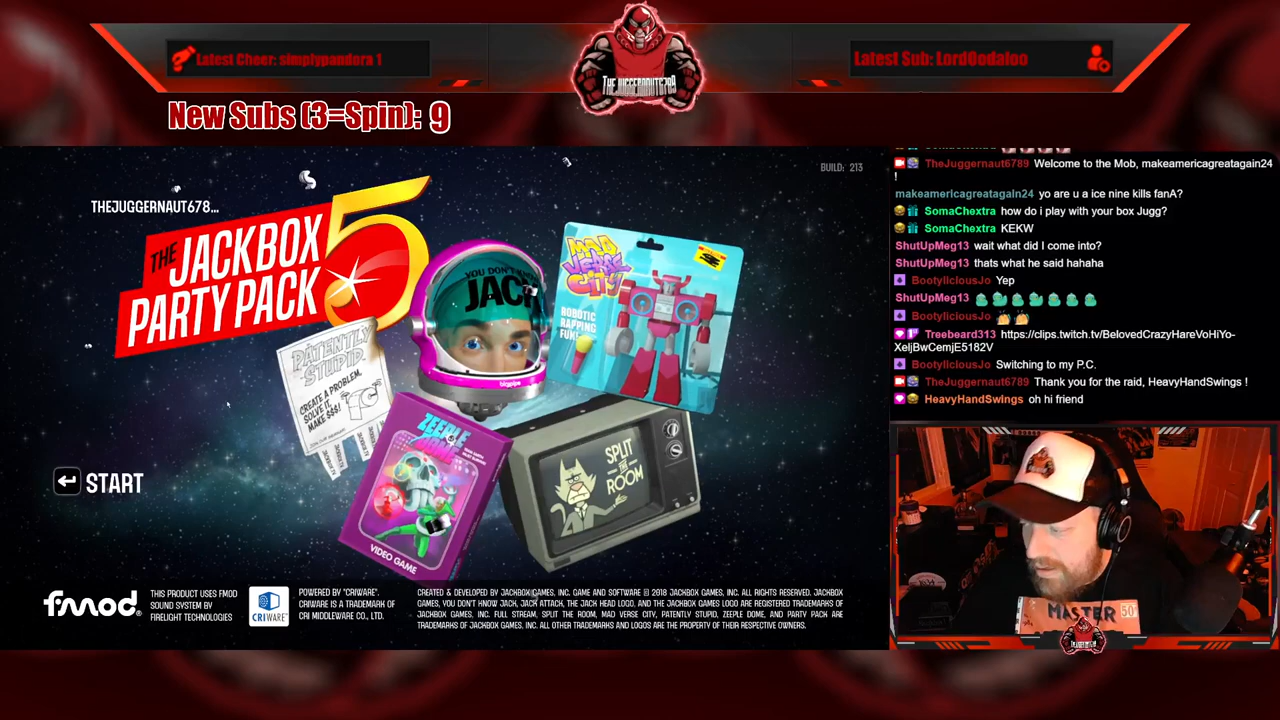 Latest Cheer: simplypandora 1
THEJUGGERNAUT6789
Latest Sub: LordOodaloo
New Subs (3=Spin): 9
BUILD: 213
THEJUGGERNAUT678...
THE
JACKBOX
PARTY PACK 5
YOU DON'T KNOW
JACK
MAD
VERSE
CITY
ROBOTIC
RAPPING
FUN!
PATENTLY
STUPID
CREATE A PROBLEM.
SOLVE IT.
MAKE $$$!
ZEEPLE
DOME
VIDEO GAME
SPLIT
THE
ROOM
START
fmod
THIS PRODUCT USES FMOD
SOUND SYSTEM BY
FIRELIGHT TECHNOLOGIES
CRIWARE
POWERED BY "CRIWARE".
CRIWARE IS A TRADEMARK OF
CRI MIDDLEWARE CO., LTD.
CREATED & DEVELOPED BY JACKBOX GAMES, INC. GAME AND SOFTWARE © 2018 JACKBOX GAMES, INC. ALL RIGHTS RESERVED. JACKBOX
GAMES, YOU DON'T KNOW JACK, JACK ATTACK, THE JACK HEAD LOGO, AND THE JACKBOX GAMES LOGO ARE REGISTERED TRADEMARKS OF
JACKBOX GAMES, INC. FULL STREAM, SPLIT THE ROOM, MAD VERSE CITY, PATENTLY STUPID, ZEEPLE DOME, AND PARTY PACK ARE
TRADEMARKS OF JACKBOX GAMES, INC. ALL OTHER TRADEMARKS AND LOGOS ARE THE PROPERTY OF THEIR RESPECTIVE OWNERS.
TheJuggernaut6789 Welcome to the Mob, makeamericagreatagain24
!
makeamericagreatagain24 yo are u a ice nine kills fanA?
SomaChextra how do i play with your box Jugg?
SomaChextra KEKW
ShutUpMeg13 wait what did I come into?
ShutUpMeg13 thats what he said hahaha
BootyliciousJo Yep
ShutUpMeg13
BootyliciousJo
Treebeard313 https://clips.twitch.tv/BelovedCrazyHareVoHiYo-
XeljBwCemjE5182V
BootyliciousJo Switching to my P.C.
TheJuggernaut6789 Thank you for the raid, HeavyHandSwings !
HeavyHandSwings oh hi friend
MASTER